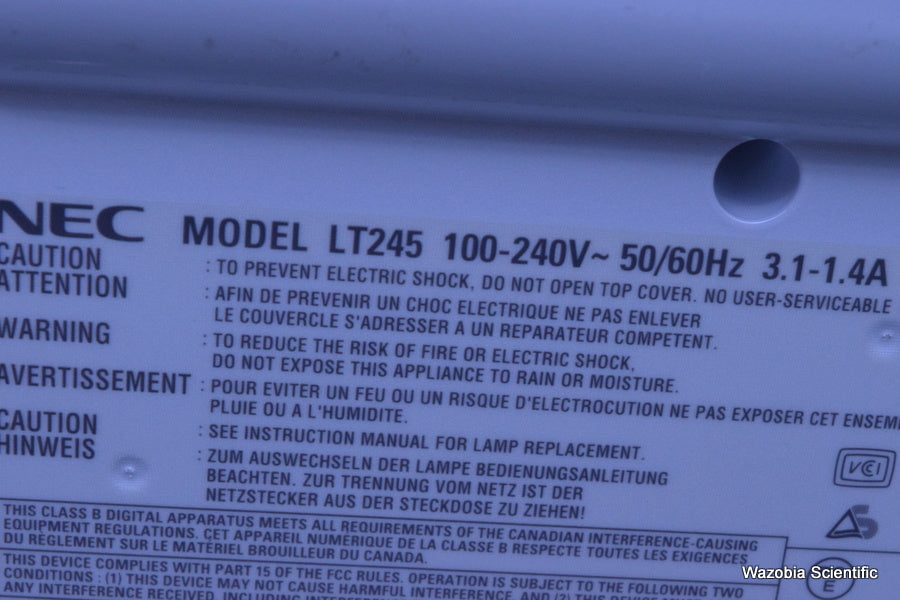 NEC MODEL LT245 100-240V~ 50/60Hz 3.1-1.4A
CAUTION : TO PREVENT ELECTRIC SHOCK, DO NOT OPEN TOP COVER. NO USER-SERVICEABLE
ATTENTION : AFIN DE PREVENIR UN CHOC ELECTRIQUE NE PAS ENLEVER
LE COUVERCLE S'ADRESSER A UN REPARATEUR COMPETENT.
WARNING : TO REDUCE THE RISK OF FIRE OR ELECTRIC SHOCK,
DO NOT EXPOSE THIS APPLIANCE TO RAIN OR MOISTURE.
AVERTISSEMENT : POUR EVITER UN FEU OU UN RISQUE D'ELECTROCUTION NE PAS EXPOSER CET ENSEM
PLUIE OU A L'HUMIDITE.
CAUTION : SEE INSTRUCTION MANUAL FOR LAMP REPLACEMENT.
HINWEIS : ZUM AUSWECHSELN DER LAMPE BEDIENUNGSANLEITUNG
BEACHTEN. ZUR TRENNUNG VOM NETZ IST DER
NETZSTECKER AUS DER STECKDOSE ZU ZIEHEN!
VCI
S
THIS CLASS B DIGITAL APPARATUS MEETS ALL REQUIREMENTS OF THE CANADIAN INTERFERENCE-CAUSING
EQUIPMENT REGULATIONS. CET APPAREIL NUMÉRIQUE DE LA CLASSE B RESPECTE TOUTES LES EXIGENCES
DU RÈGLEMENT SUR LE MATÉRIEL BROUILLEUR DU CANADA.
THIS DEVICE COMPLIES WITH PART 15 OF THE FCC RULES. OPERATION IS SUBJECT TO THE FOLLOWING TWO
CONDITIONS : (1) THIS DEVICE MAY NOT CAUSE HARMFUL INTERFERENCE, AND (2) THIS DEVICE
ANY INTERFERENCE RECEIVED, INCLUDING
E
Wazobia Scientific